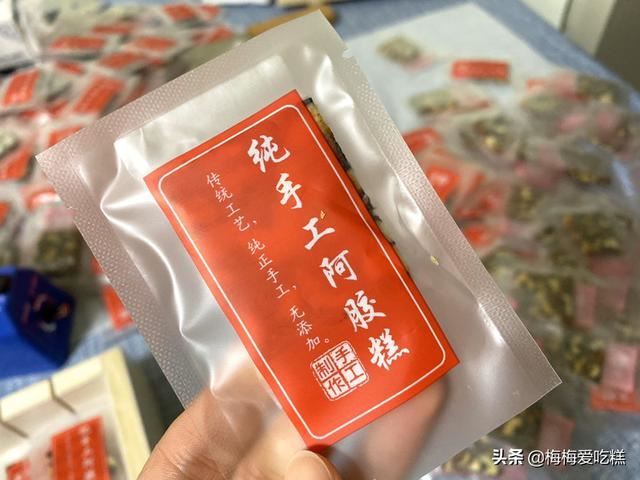 纯手工阿胶糕
传统工艺，纯正手工，无添加。
手工
制作
头条 @梅梅爱吃糕